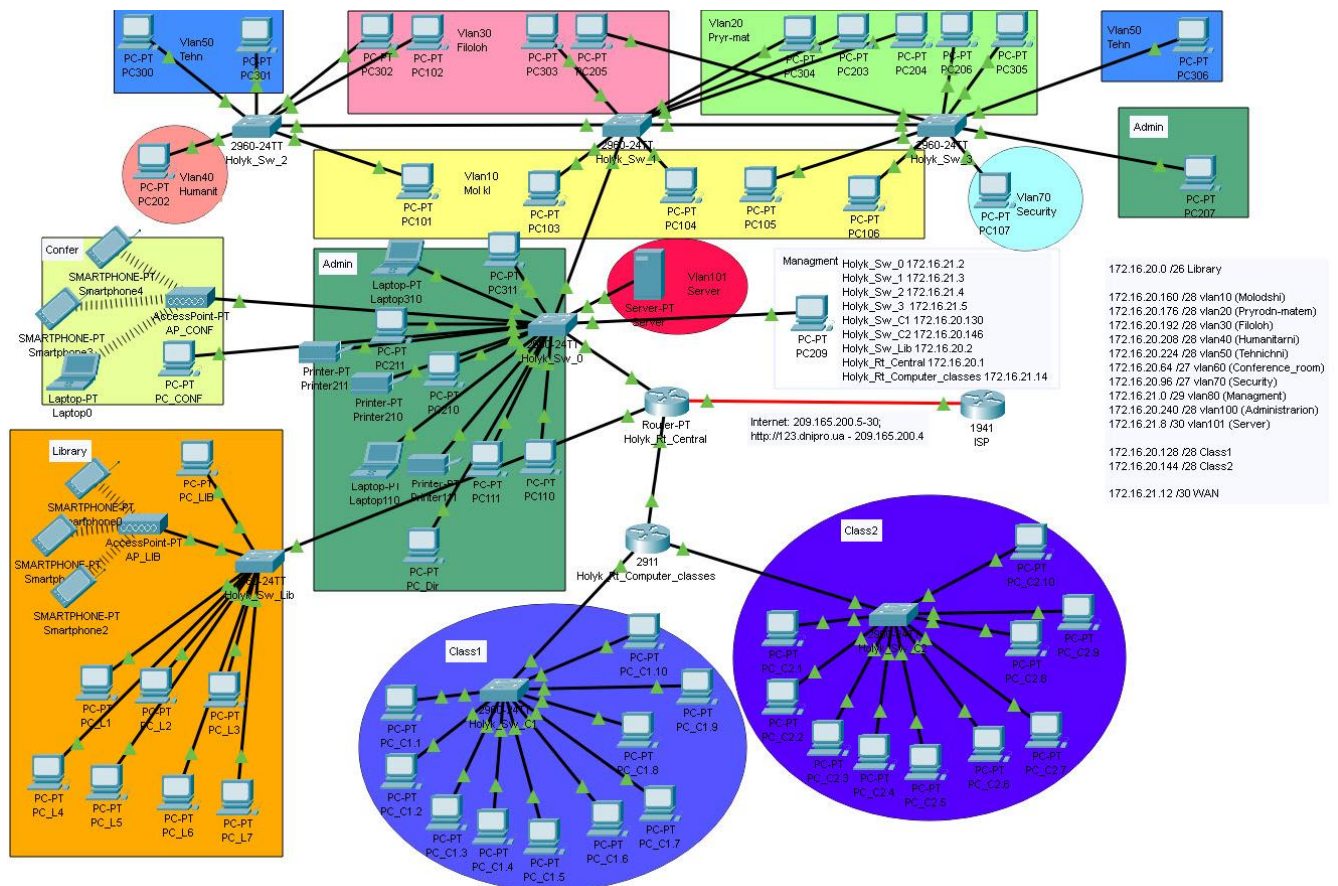 Vlan50
Tehn
PC-PT
PC300
PC-PT
PC301
Vlan30
Filoloh
PC-PT
PC302
PC-PT
PC102
PC-PT
PC303
PC-PT
PC205
Vlan20
Pryr-mat
PC-PT
PC304
PC-PT
PC203
PC-PT
PC204
PC-PT
PC206
PC-PT
PC305
Vlan50
Tehn
PC-PT
PC306
2960-24TT
Holyk_Sw_2
2960-24TT
Holyk_Sw_1
2960-24TT
Holyk_Sw_3
Admin
PC-PT
PC207
Vlan40
Humanit
PC-PT
PC202
Vlan10
Mol kl
PC-PT
PC101
PC-PT
PC103
PC-PT
PC104
PC-PT
PC105
PC-PT
PC106
Vlan70
Security
PC-PT
PC107
Confer
SMARTPHONE-PT
Smartphone4
AccessPoint-PT
AP_CONF
SMARTPHONE-PT
Smartphone3
Laptop-PT
Laptop0
PC-PT
PC_CONF
Admin
Laptop-PT
Laptop310
PC-PT
PC311
PC-PT
PC211
Printer-PT
Printer211
Printer-PT
Printer210
PC-PT
PC210
2960-24TT
Holyk_Sw_0
Laptop-PT
Laptop110
Printer-PT
Printer111
PC-PT
PC111
PC-PT
PC110
PC-PT
PC_Dir
Vlan101
Server
Server-PT
Server
Managment
PC-PT
PC209
Holyk_Sw_0 172.16.21.2
Holyk_Sw_1 172.16.21.3
Holyk_Sw_2 172.16.21.4
Holyk_Sw_3 172.16.21.5
Holyk_Sw_C1 172.16.20.130
Holyk_Sw_C2 172.16.20.146
Holyk_Sw_Lib 172.16.20.2
Holyk_Rt_Central 172.16.20.1
Holyk_Rt_Computer_classes 172.16.21.14
172.16.20.0 /26 Library
172.16.20.160 /28 vlan10 (Molodshi)
172.16.20.176 /28 vlan20 (Pryrodn-matem)
172.16.20.192 /28 vlan30 (Filoloh)
172.16.20.208 /28 vlan40 (Humanitarni)
172.16.20.224 /28 vlan50 (Tehnichni)
172.16.20.64 /27 vlan60 (Conference_room)
172.16.20.96 /27 vlan70 (Security)
172.16.21.0 /29 vlan80 (Managment)
172.16.20.240 /28 vlan100 (Administrarion)
172.16.21.8 /30 vlan101 (Server)
172.16.20.128 /28 Class1
172.16.20.144 /28 Class2
172.16.21.12 /30 WAN
Router-PT
Holyk_Rt_Central
Internet: 209.165.200.5-30;
http://123.dnipro.ua - 209.165.200.4
1941
ISP
2911
Holyk_Rt_Computer_classes
Library
SMARTPHONE-PT
AccessPoint-PT
AP_LIB
SMARTPHONE-PT
SMARTPHONE-PT
Smartphone2
PC-PT
PC_LIB
Holyk_Sw_Lib
PC-PT
PC_L1
PC-PT
PC_L2
PC-PT
PC_L3
PC-PT
PC_L4
PC-PT
PC_L5
PC-PT
PC_L6
PC-PT
PC_L7
Class1
2960-24TT
Holyk_Sw_C1
PC-PT
PC_C1.10
PC-PT
PC_C1.9
PC-PT
PC_C1.1
PC-PT
PC_C1.8
PC-PT
PC_C1.2
PC-PT
PC_C1.3
PC-PT
PC_C1.4
PC-PT
PC_C1.5
PC-PT
PC_C1.6
PC-PT
PC_C1.7
Class2
2960-24TT
Holyk_Sw_C2
PC-PT
PC_C2.10
PC-PT
PC_C2.9
PC-PT
PC_C2.1
PC-PT
PC_C2.8
PC-PT
PC_C2.2
PC-PT
PC_C2.3
PC-PT
PC_C2.4
PC-PT
PC_C2.5
PC-PT
PC_C2.6
PC-PT
PC_C2.7